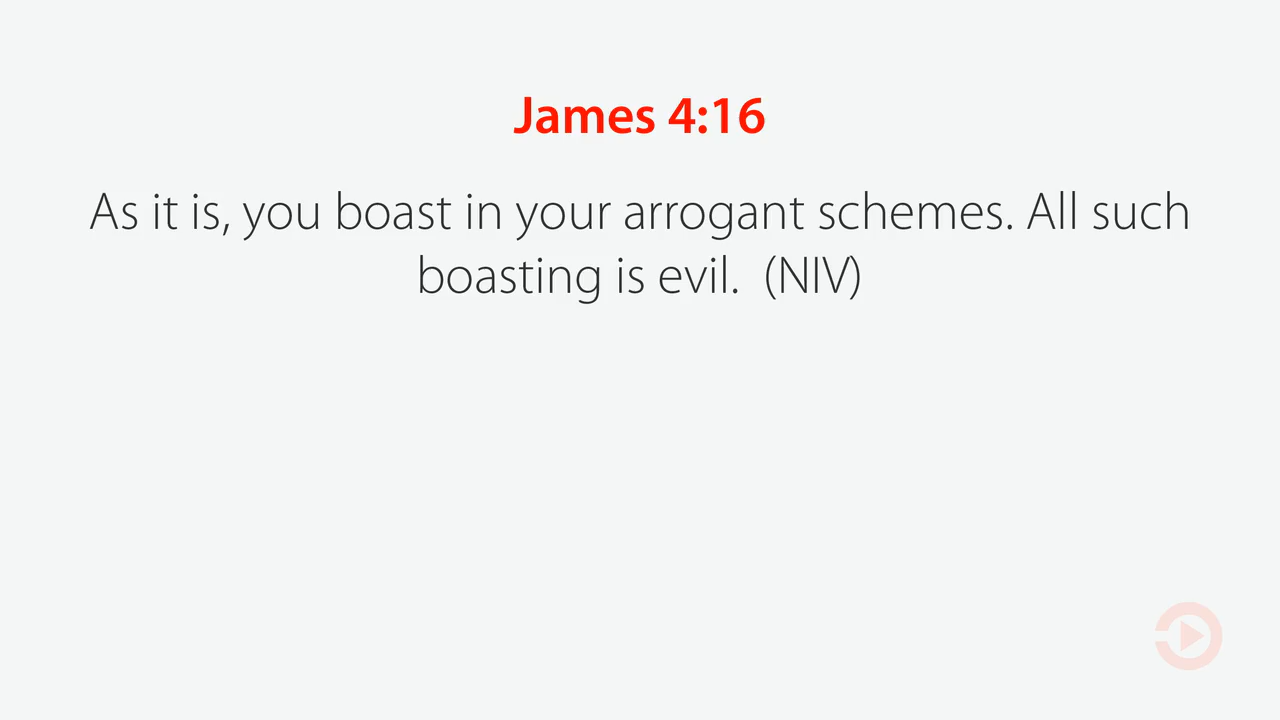 James 4:16
As it is, you boast in your arrogant schemes. All such
boasting is evil.  (NIV)